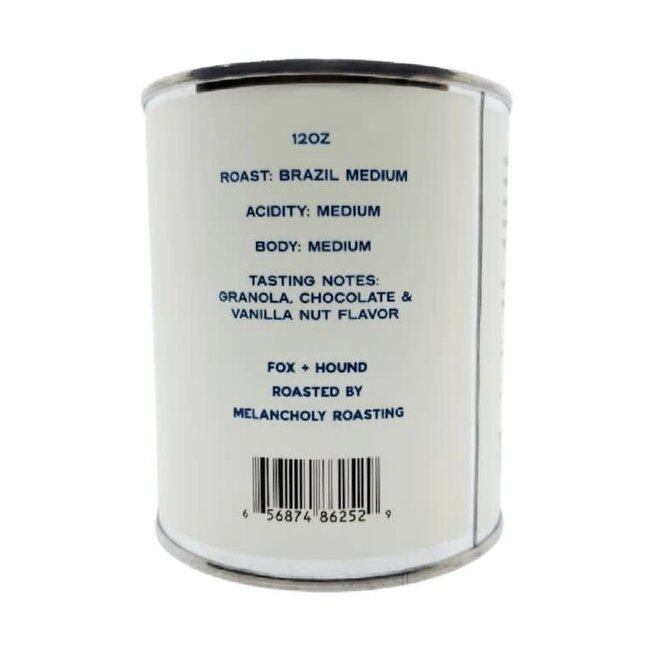 12OZ
ROAST: BRAZIL MEDIUM
ACIDITY: MEDIUM
BODY: MEDIUM
TASTING NOTES:
GRANOLA, CHOCOLATE &
VANILLA NUT FLAVOR
FOX + HOUND
ROASTED BY
MELANCHOLY ROASTING
6 56874 86252 9